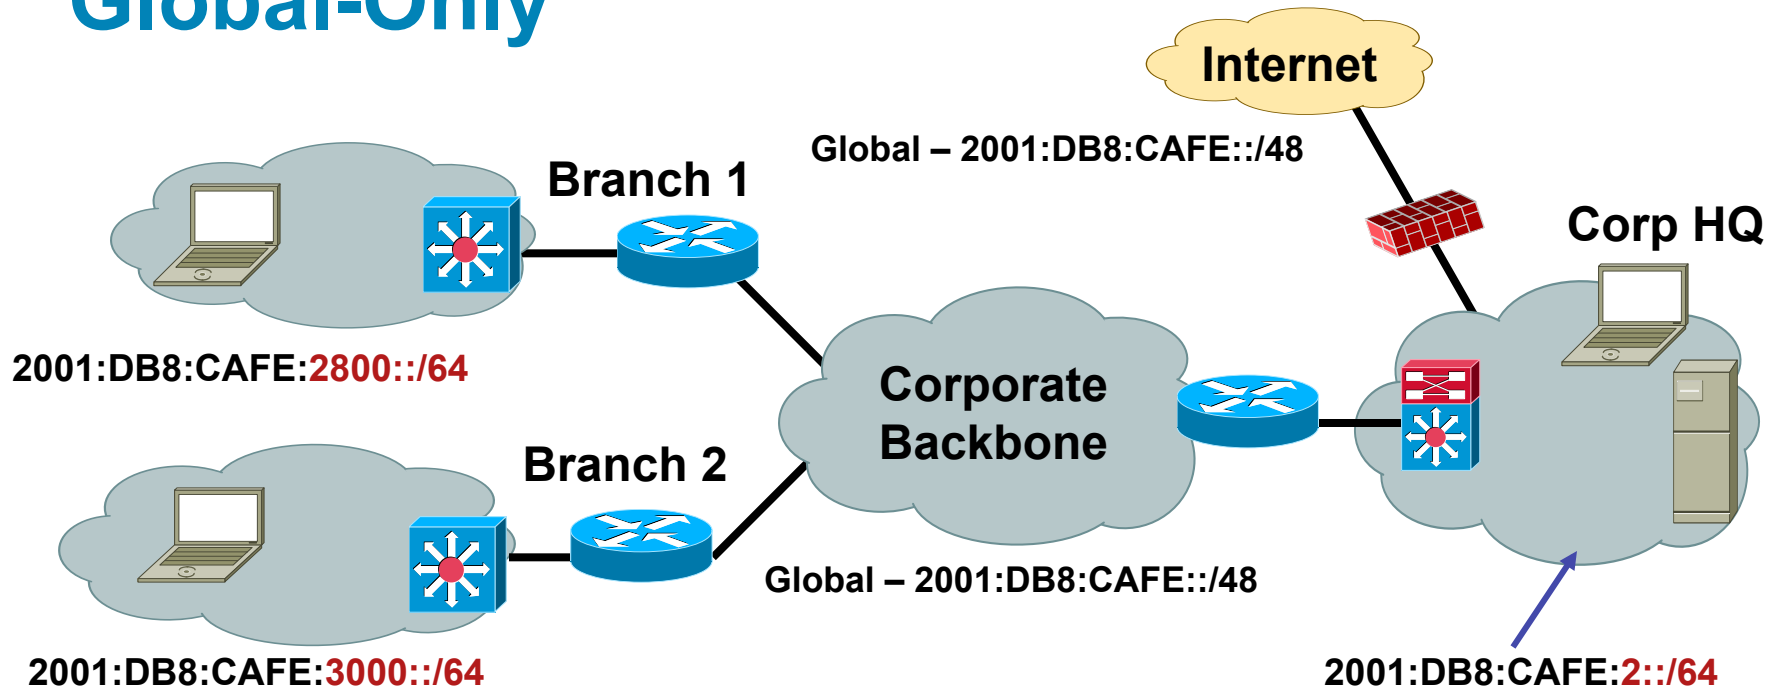 Global-Only
Internet
Global – 2001:DB8:CAFE::/48
Branch 1
Corp HQ
2001:DB8:CAFE:2800::/64
Corporate
Backbone
Branch 2
Global – 2001:DB8:CAFE::/48
2001:DB8:CAFE:3000::/64
2001:DB8:CAFE:2::/64